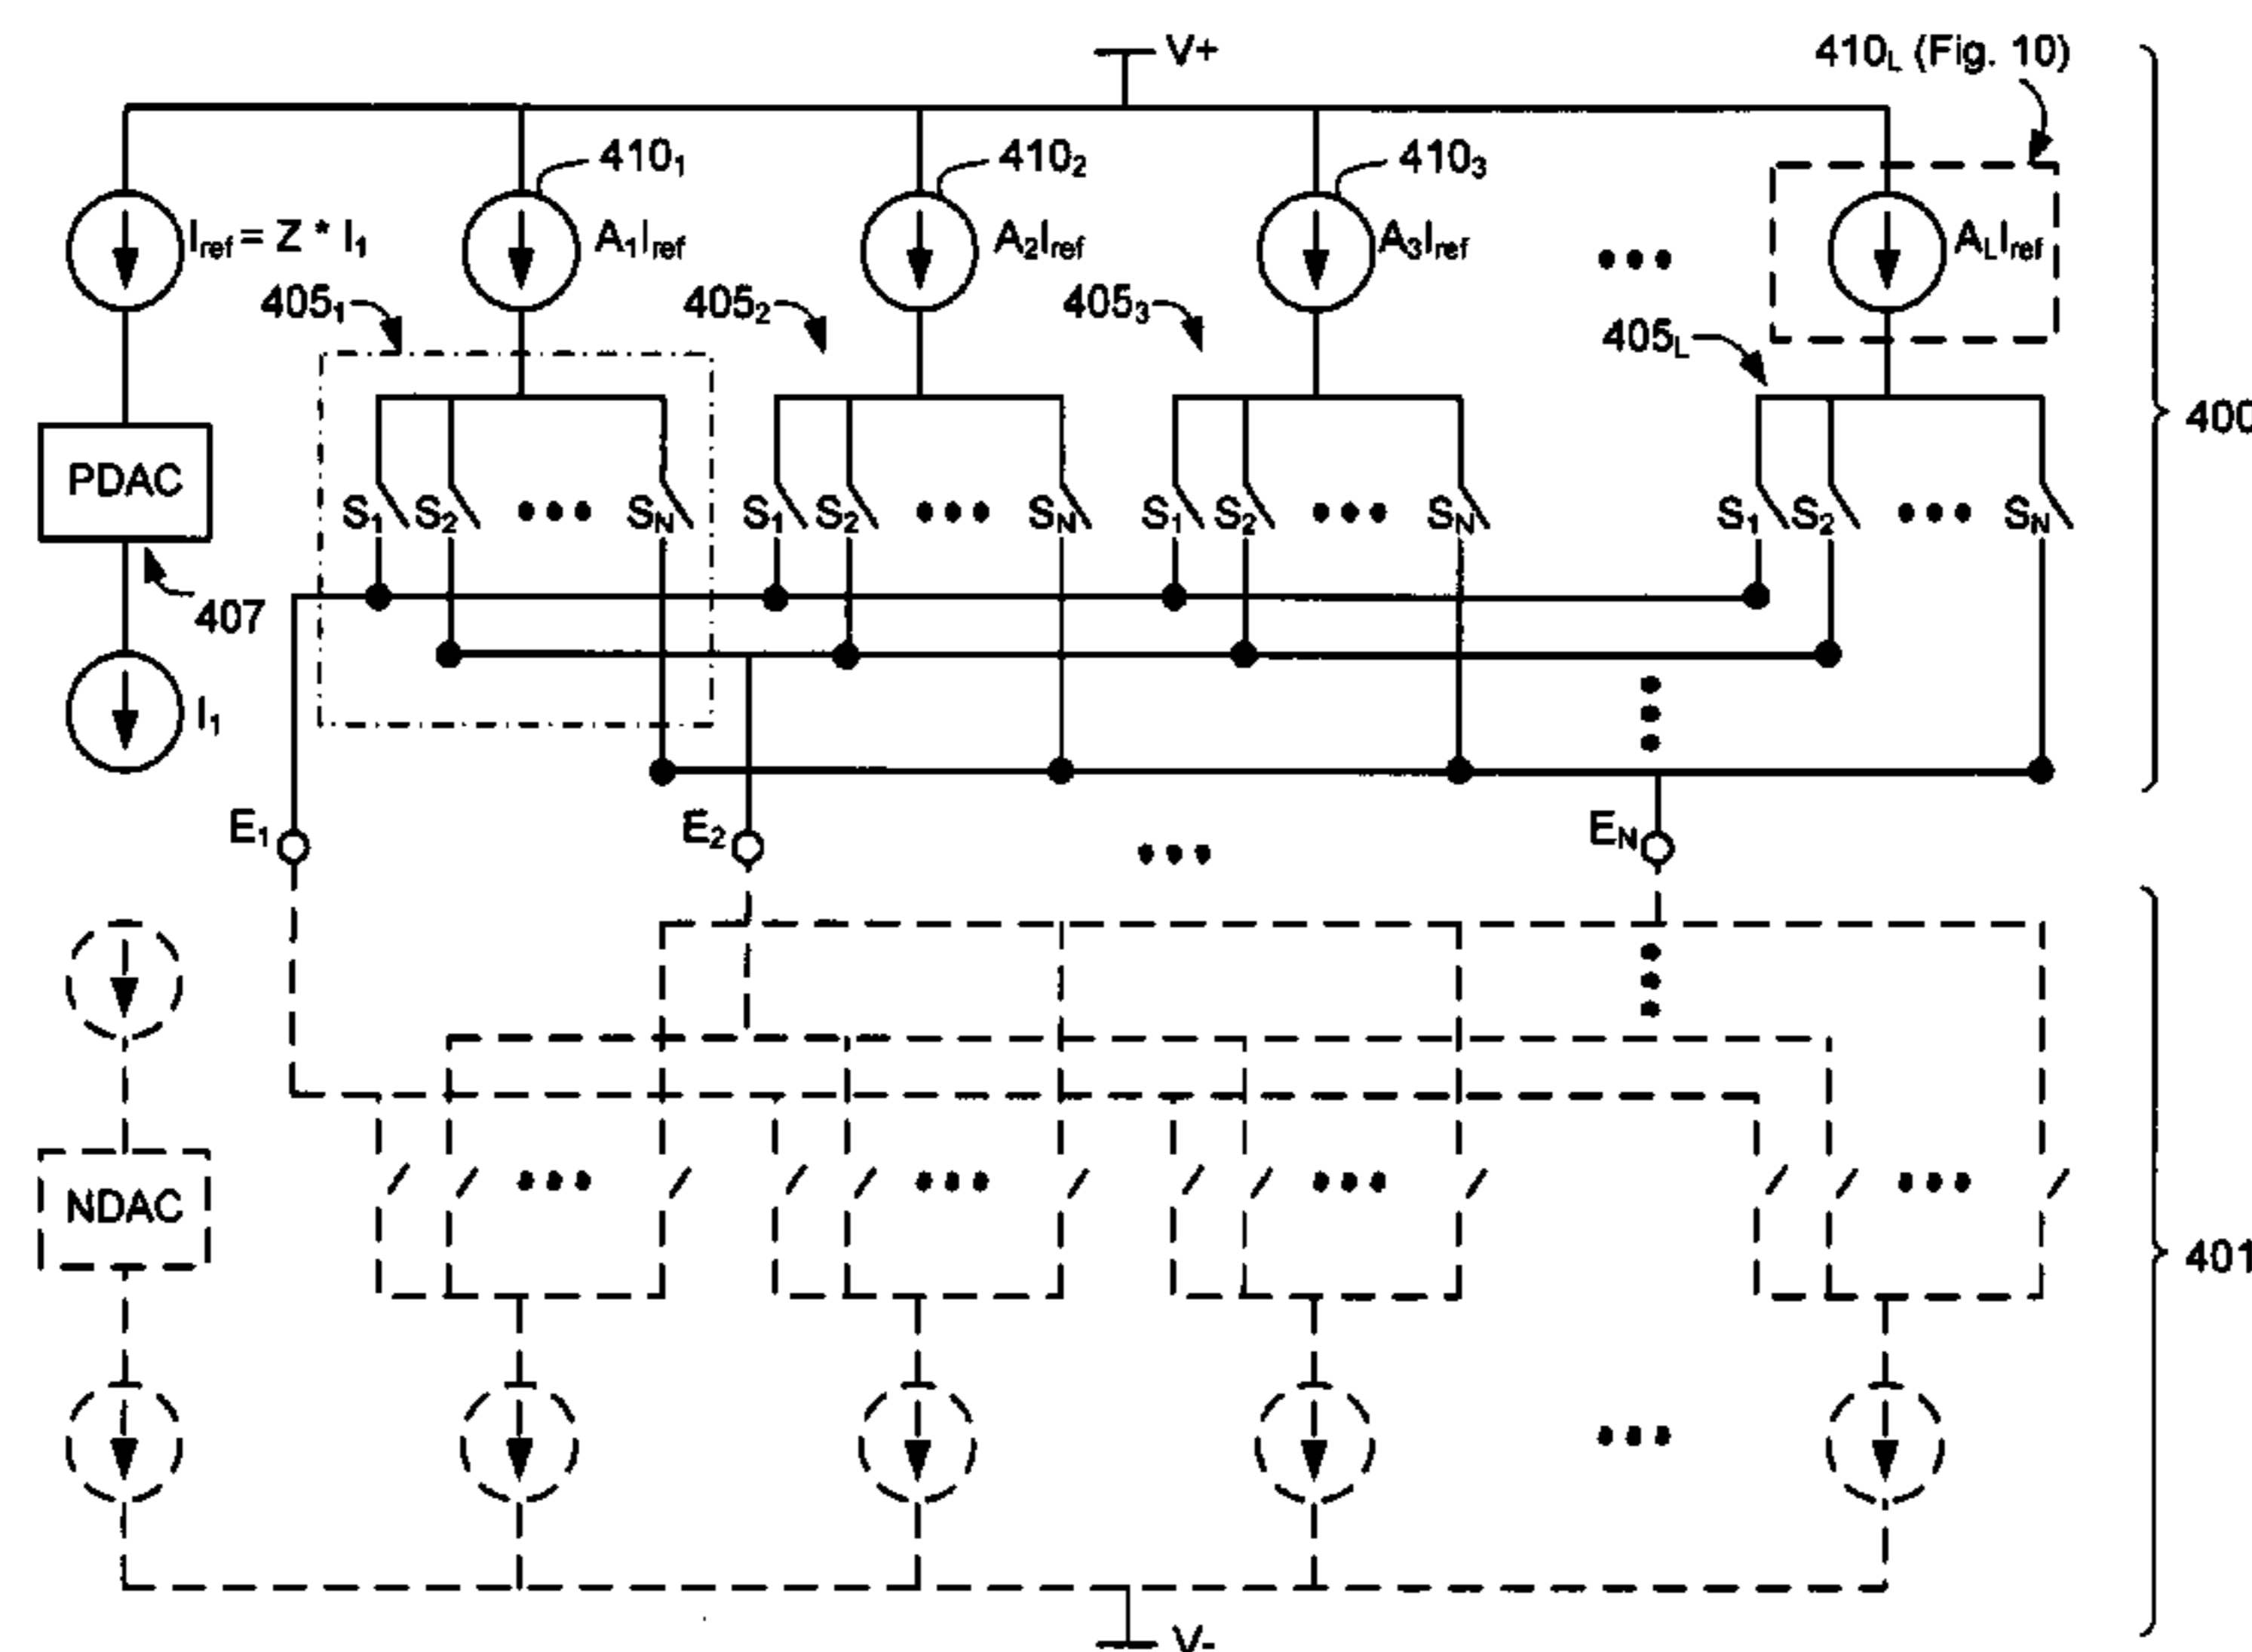 V+
410L (Fig. 10)
4101
4102
4103
Iref = Z * I1
A1Iref
A2Iref
A3Iref
•••
ALIref
4051
4052
4053
405L
400
PDAC
S1 S2 ••• SN
S1 S2 ••• SN
S1 S2 ••• SN
S1 S2 ••• SN
407
I1
E1
E2
•••
EN
NDAC
401
V-